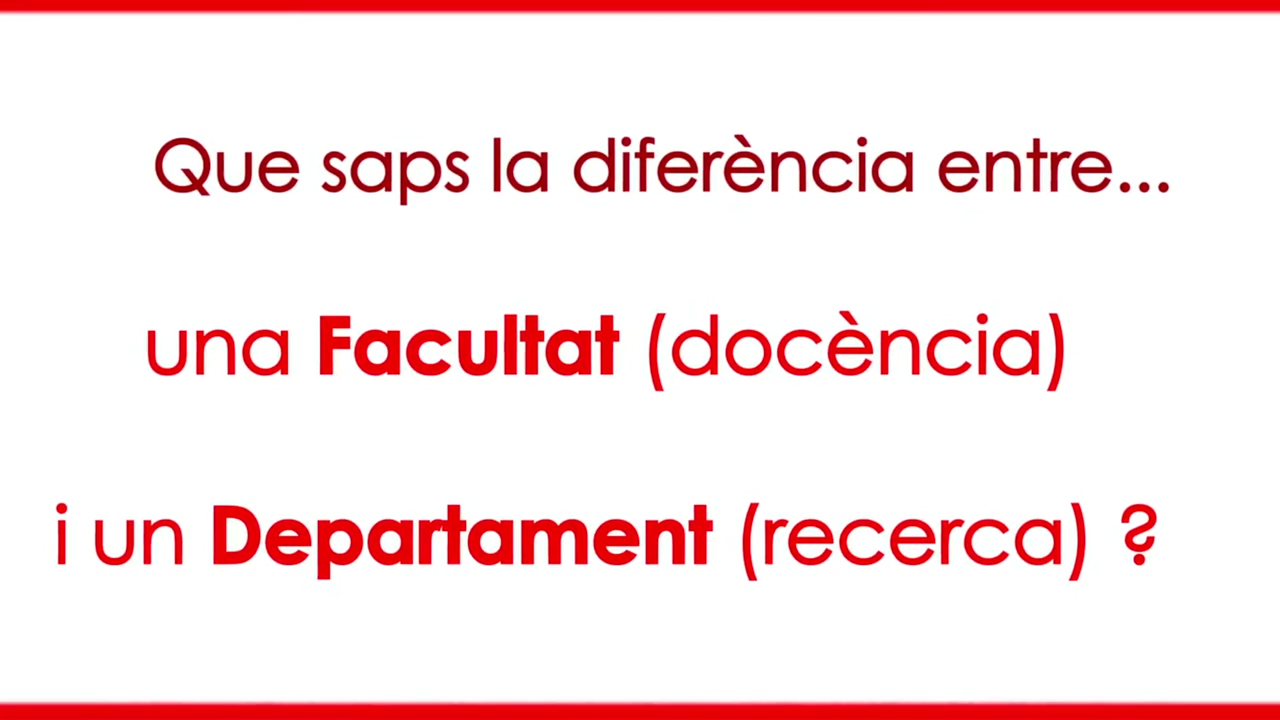 Que saps la diferència entre...
una Facultat (docència)
i un Departament (recerca) ?